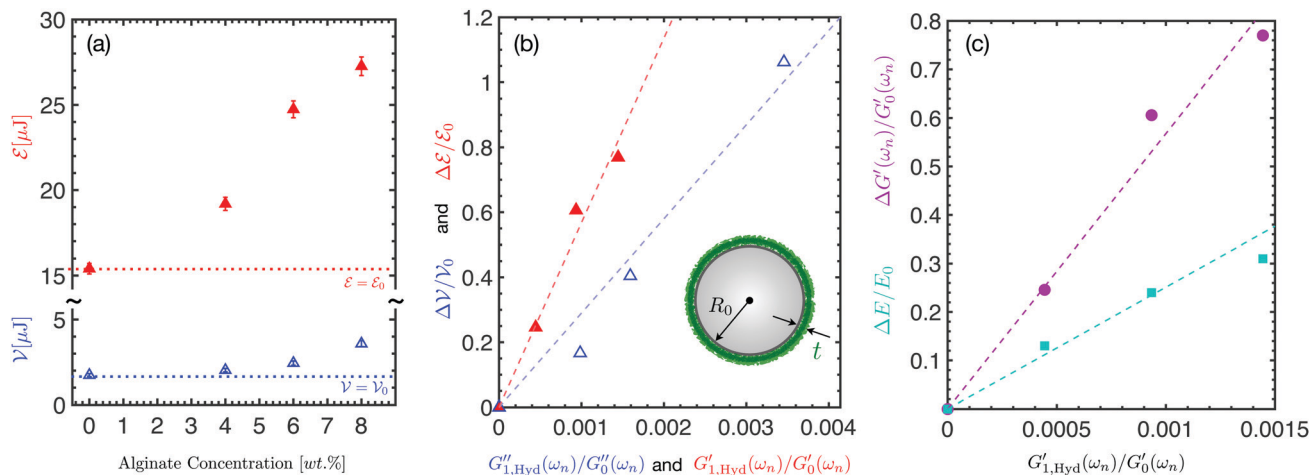 (a)
ℰ[μJ]
30
25
20
15
ℰ = ℰ₀
~ ~
𝒱[μJ]
5
0
𝒱 = 𝒱₀
0 1 2 3 4 5 6 7 8
Alginate Concentration [wt.%]
(b)
Δ𝒱/𝒱₀ and Δℰ/ℰ₀
1.2
1
0.8
0.6
0.4
0.2
0
R₀
t
0 0.001 0.002 0.003 0.004
G″₁,Hyd(ωₙ)/G″₀(ωₙ) and G′₁,Hyd(ωₙ)/G′₀(ωₙ)
(c)
ΔE/E₀ ΔG′(ωₙ)/G′₀(ωₙ)
0.8
0.7
0.6
0.5
0.4
0.3
0.2
0.1
0 0.0005 0.001 0.0015
G′₁,Hyd(ωₙ)/G′₀(ωₙ)